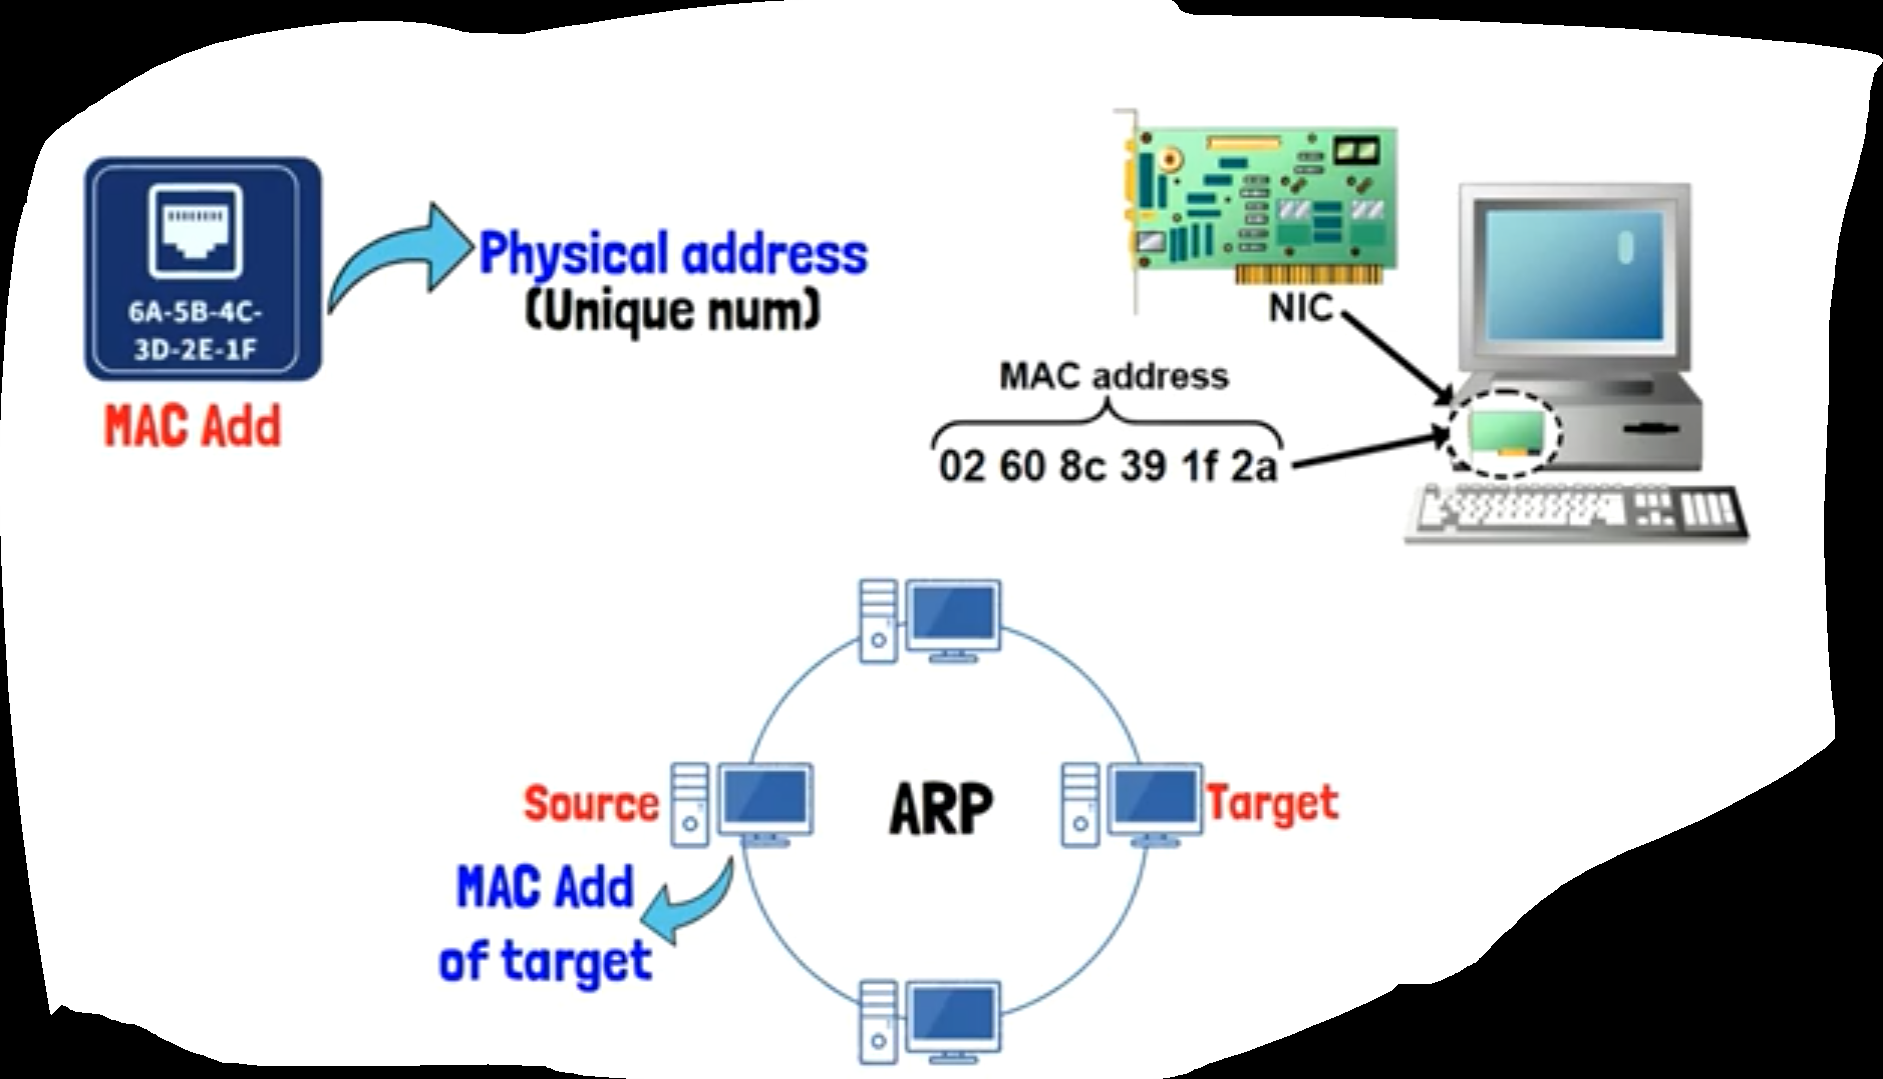 6A-5B-4C-
3D-2E-1F
MAC Add
Physical address
(Unique num)
NIC
MAC address
02 60 8c 39 1f 2a
Source
ARP
Target
MAC Add
of target